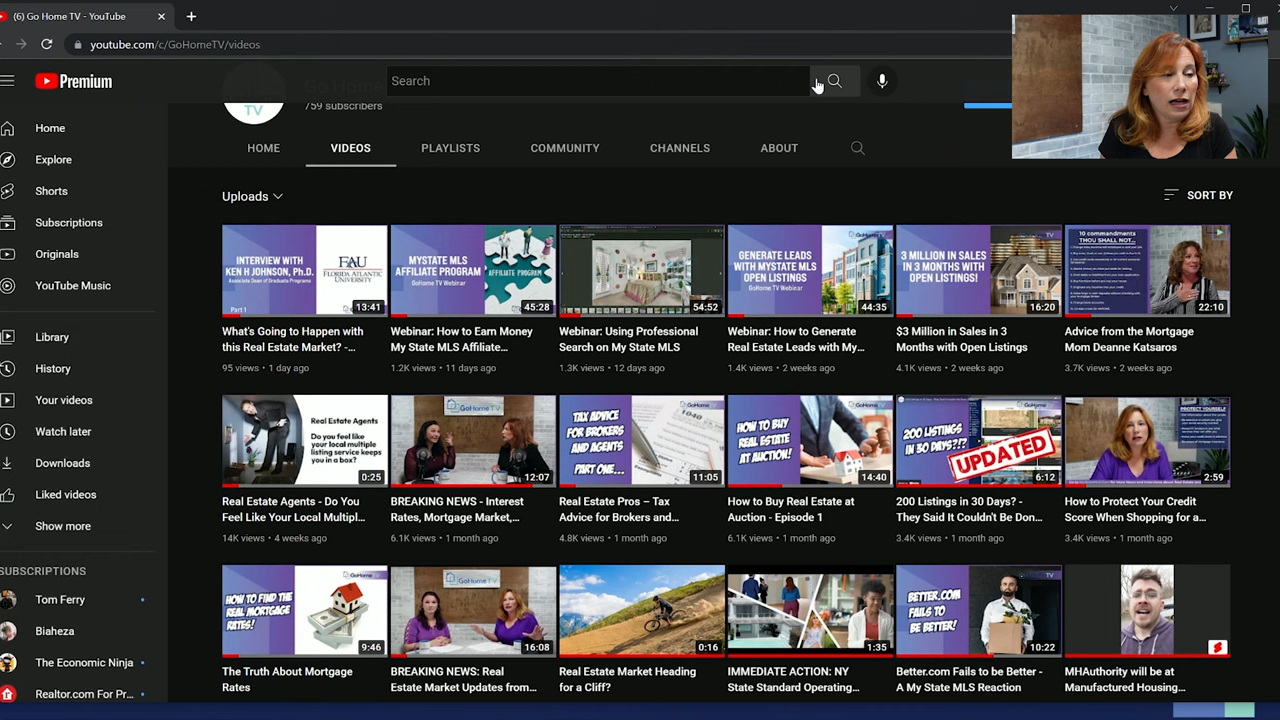 (6) Go Home TV - YouTube
youtube.com/c/GoHomeTV/videos
Premium
Search
TV
759 subscribers
HOME
VIDEOS
PLAYLISTS
COMMUNITY
CHANNELS
ABOUT
Uploads
SORT BY
Home
Explore
Shorts
Subscriptions
Originals
YouTube Music
Library
History
Your videos
Watch later
Downloads
Liked videos
Show more
SUBSCRIPTIONS
Tom Ferry
Biaheza
The Economic Ninja
Realtor.com For Pr...
INTERVIEW WITH
KEN H JOHNSON, Ph.D.
Associate Dean of Graduate Programs
Part 1
FAU
FLORIDA ATLANTIC
UNIVERSITY
What's Going to Happen with
this Real Estate Market? -...
95 views • 1 day ago
GoHome TV Webinar
Webinar: How to Earn Money
My State MLS Affiliate...
1.2K views • 11 days ago
54:52
Webinar: Using Professional
Search on My State MLS
1.3K views • 12 days ago
GENERATE LEADS
WITH MYSTATE MLS
OPEN LISTINGS
GoHome TV Webinar
44:35
Webinar: How to Generate
Real Estate Leads with My...
1.4K views • 2 weeks ago
3 MILLION IN SALES
IN 3 MONTHS WITH
OPEN LISTINGS!
TV
16:20
$3 Million in Sales in 3
Months with Open Listings
4.1K views • 2 weeks ago
10 commandments
THOU SHALL NOT...
22:10
Advice from the Mortgage
Mom Deanne Katsaros
3.7K views • 2 weeks ago
Real Estate Agents
Do you feel like
your local multiple
listing service keeps
you in a box?
0:25
Real Estate Agents - Do You
Feel Like Your Local Multipl...
14K views • 4 weeks ago
GoHomeTV
12:07
BREAKING NEWS - Interest
Rates, Mortgage Market,...
6.1K views • 1 month ago
TAX ADVICE
FOR BROKERS
AND AGENTS
PART ONE...
1040
11:05
Real Estate Pros – Tax
Advice for Brokers and...
4.8K views • 1 month ago
HOW TO BUY
REAL ESTATE
AT AUCTION!
GoHome
14:40
How to Buy Real Estate at
Auction - Episode 1
6.1K views • 1 month ago
200 LISTINGS
IN 30 DAYS?!?
GoHome
UPDATED
6:12
200 Listings in 30 Days? -
They Said It Couldn't Be Don...
3.4K views • 1 month ago
PROTECT YOURSELF
2:59
How to Protect Your Credit
Score When Shopping for a...
3.4K views • 1 month ago
HOW TO FIND THE
REAL MORTGAGE
RATES!
GoHome
9:46
The Truth About Mortgage
Rates
GoHomeTV
16:08
BREAKING NEWS: Real
Estate Market Updates from...
0:16
Real Estate Market Heading
for a Cliff?
1:35
IMMEDIATE ACTION: NY
State Standard Operating...
BETTER.COM
FAILS TO
BE BETTER!
TV
10:22
Better.com Fails to be Better -
A My State MLS Reaction
MHAuthority will be at
Manufactured Housing...